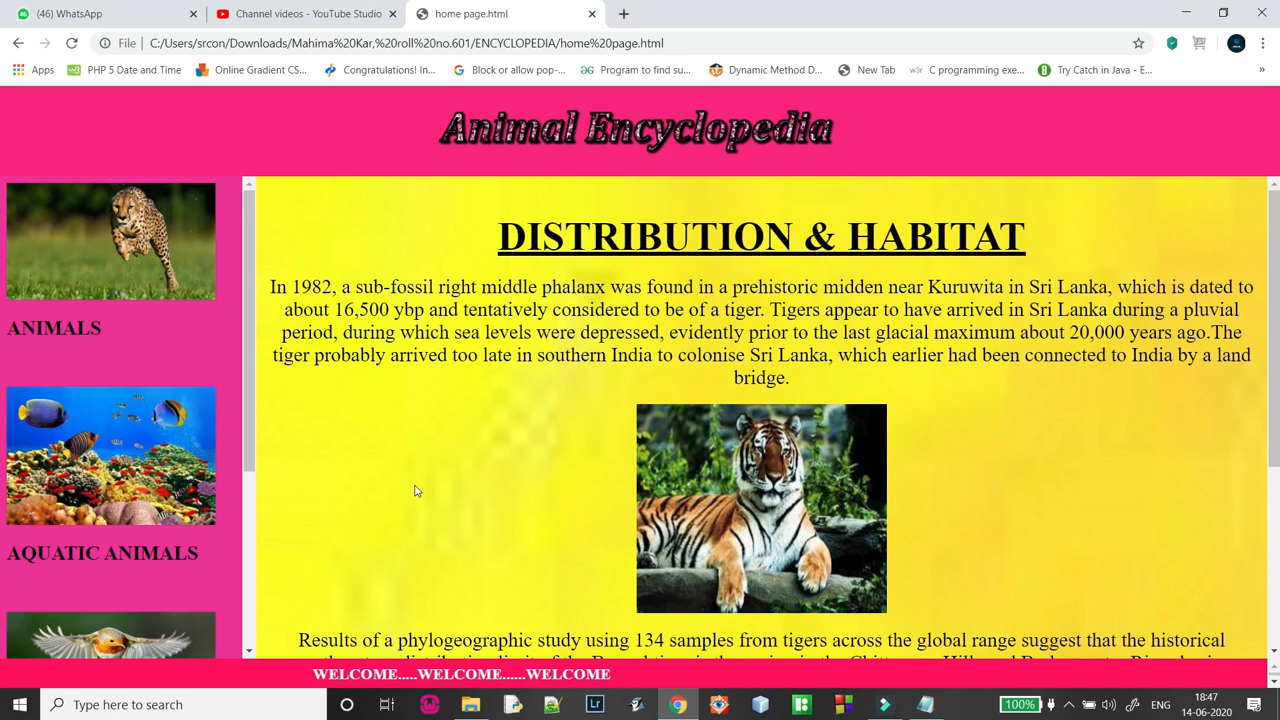 (46) WhatsApp
Channel videos - YouTube Studio
home page.html
File | C:/Users/srcon/Downloads/Mahima%20Kar,%20roll%20no.601/ENCYCLOPEDIA/home%20page.html
Apps
PHP 5 Date and Time
Online Gradient CS...
Congratulations! In...
Block or allow pop-...
Program to find su...
Dynamic Method D...
New Tab
C programming exe...
Try Catch in Java - E...
Animal Encyclopedia
ANIMALS
AQUATIC ANIMALS
DISTRIBUTION & HABITAT
In 1982, a sub-fossil right middle phalanx was found in a prehistoric midden near Kuruwita in Sri Lanka, which is dated to
about 16,500 ybp and tentatively considered to be of a tiger. Tigers appear to have arrived in Sri Lanka during a pluvial
period, during which sea levels were depressed, evidently prior to the last glacial maximum about 20,000 years ago.The
tiger probably arrived too late in southern India to colonise Sri Lanka, which earlier had been connected to India by a land
bridge.
Results of a phylogeographic study using 134 samples from tigers across the global range suggest that the historical
WELCOME.....WELCOME......WELCOME
Type here to search
100%
ENG
18:47
14-06-2020